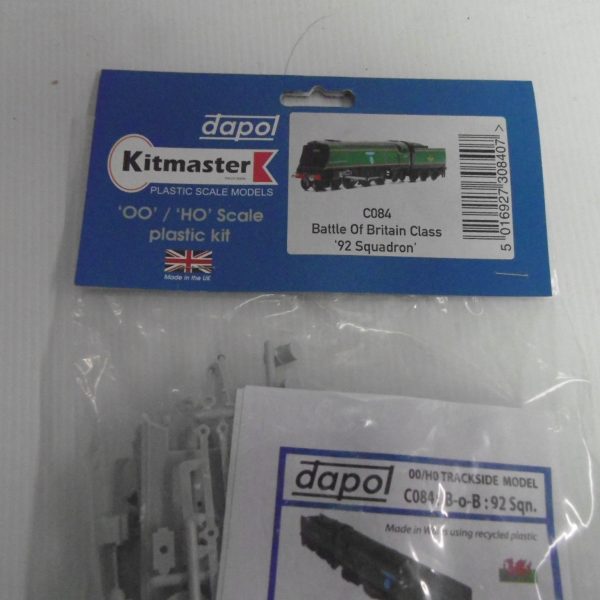 dapol
Kitmaster
PLASTIC SCALE MODELS
'OO' / 'HO' Scale
plastic kit
Made in the UK
C084
Battle Of Britain Class
'92 Squadron'
5 016927 308407 >
dapol
00/H0 TRACKSIDE MODEL
C084 B-o-B : 92 Sqn.
Made in Wales using recycled plastic